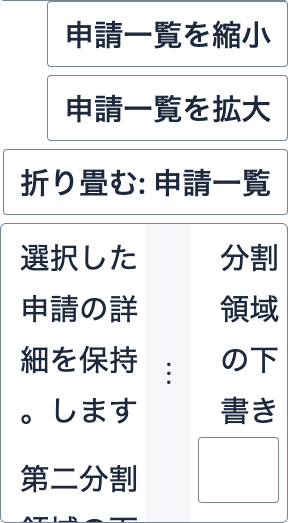 申請一覧を縮小
申請一覧を拡大
折り畳む: 申請一覧
選択した
申請の詳
細を保持
。します
第二分割
分割
領域
の下
書き